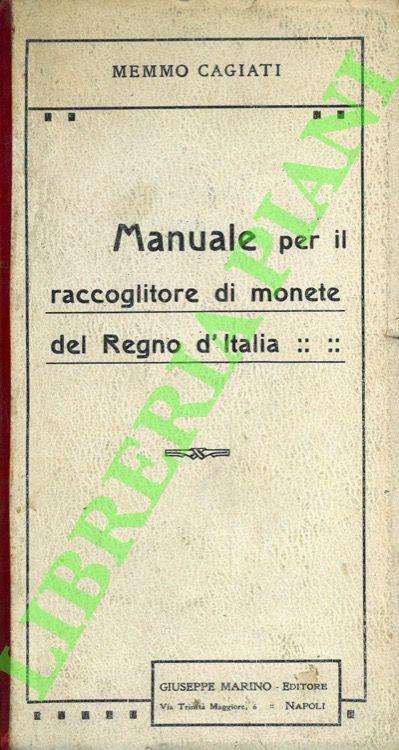 MEMMO CAGIATI
Manuale per il
raccoglitore di monete
del Regno d'Italia :: ::
GIUSEPPE MARINO - EDITORE
Via Trinità Maggiore, 6 :: NAPOLI
LIBRERIA PIANI